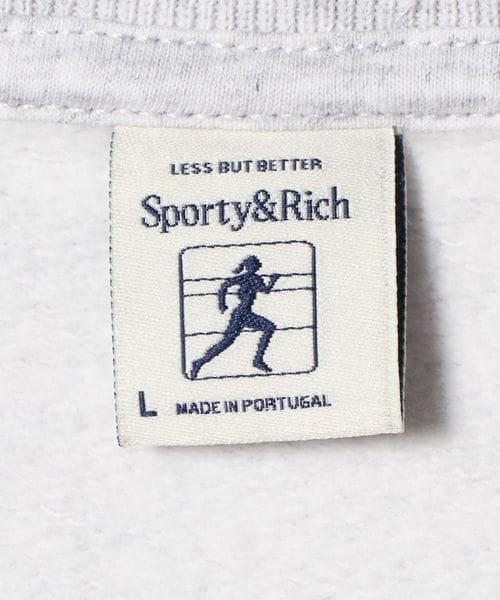 LESS BUT BETTER
Sporty&Rich
L MADE IN PORTUGAL